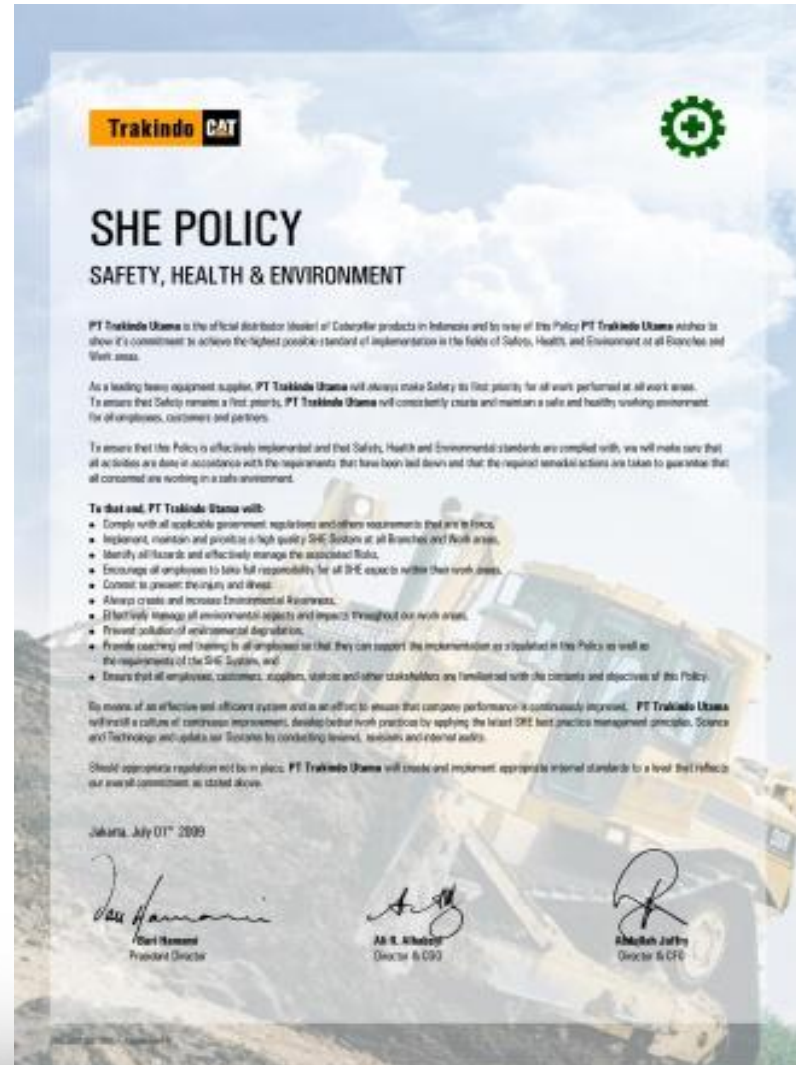 Trakindo CAT
SHE POLICY
SAFETY, HEALTH & ENVIRONMENT
PT Trakindo Utama is the official distributor (dealer) of Caterpillar products in Indonesia and by way of this Policy PT Trakindo Utama wishes to
show it's commitment to achieve the highest possible standard of implementation in the fields of Safety, Health, and Environment at all Branches and
Work areas.
As a leading heavy equipment supplier, PT Trakindo Utama will always make Safety its first priority for all work performed at all work areas.
To ensure that Safety remains a first priority, PT Trakindo Utama will consistently create and maintain a safe and healthy working environment
for all employees, customers and partners.
To ensure that this Policy is effectively implemented and that Safety, Health and Environmental standards are complied with, we will make sure that
all activities are done in accordance with the requirements that have been laid down and that the required remedial actions are taken to guarantee that
all concerned are working in a safe environment.
To that end, PT Trakindo Utama will:
• Comply with all applicable government regulations and others requirements that are in force,
• Implement, maintain and prioritize a high quality SHE System at all Branches and Work areas,
• Identify all Hazards and effectively manage the associated Risks,
• Encourage all employees to take full responsibility for all SHE aspects within their work areas,
• Commit to prevent the injury and illness
• Always create and increase Environmental Awareness,
• Effectively manage all environmental aspects and impacts throughout our work areas,
• Prevent pollution of environmental degradation,
• Provide coaching and training to all employees so that they can support the implementation as stipulated in this Policy as well as
the requirements of the SHE System, and
• Ensure that all employees, customers, suppliers, visitors and other stakeholders are familiarized with the contents and objectives of this Policy.
By means of an effective and efficient system and as an effort to ensure that company performance is continuously improved, PT Trakindo Utama
will instill a culture of continuous improvement, develop better work practices by applying the latest SHE best practice management principles, Science
and Technology and update our Systems by conducting reviews, revisions and internal audits.
Should appropriate regulation not be in place, PT Trakindo Utama will create and implement appropriate internal standards to a level that reflects
our overall commitment as stated above.
Jakarta, July 01st 2009
Bari Hamami
President Director
Ali R. Alhabsyi
Director & COO
Abdullah Jaffry
Director & CFO
CAT